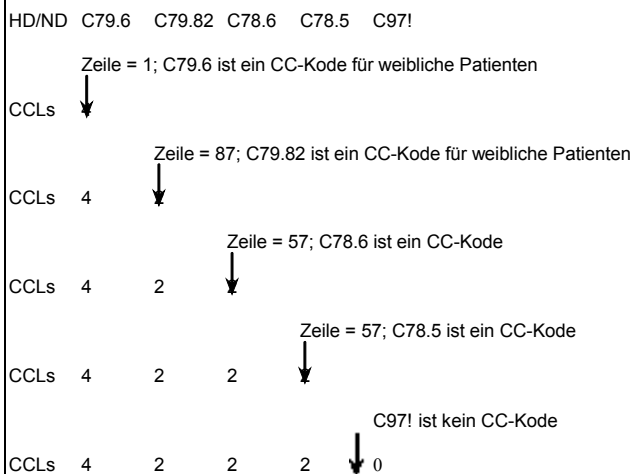 HD/ND C79.6 C79.82 C78.6 C78.5 C97!
Zeile = 1; C79.6 ist ein CC-Kode für weibliche Patienten
CCLs
Zeile = 87; C79.82 ist ein CC-Kode für weibliche Patienten
CCLs 4
Zeile = 57; C78.6 ist ein CC-Kode
CCLs 4 2
Zeile = 57; C78.5 ist ein CC-Kode
CCLs 4 2 2
C97! ist kein CC-Kode
CCLs 4 2 2 2 0